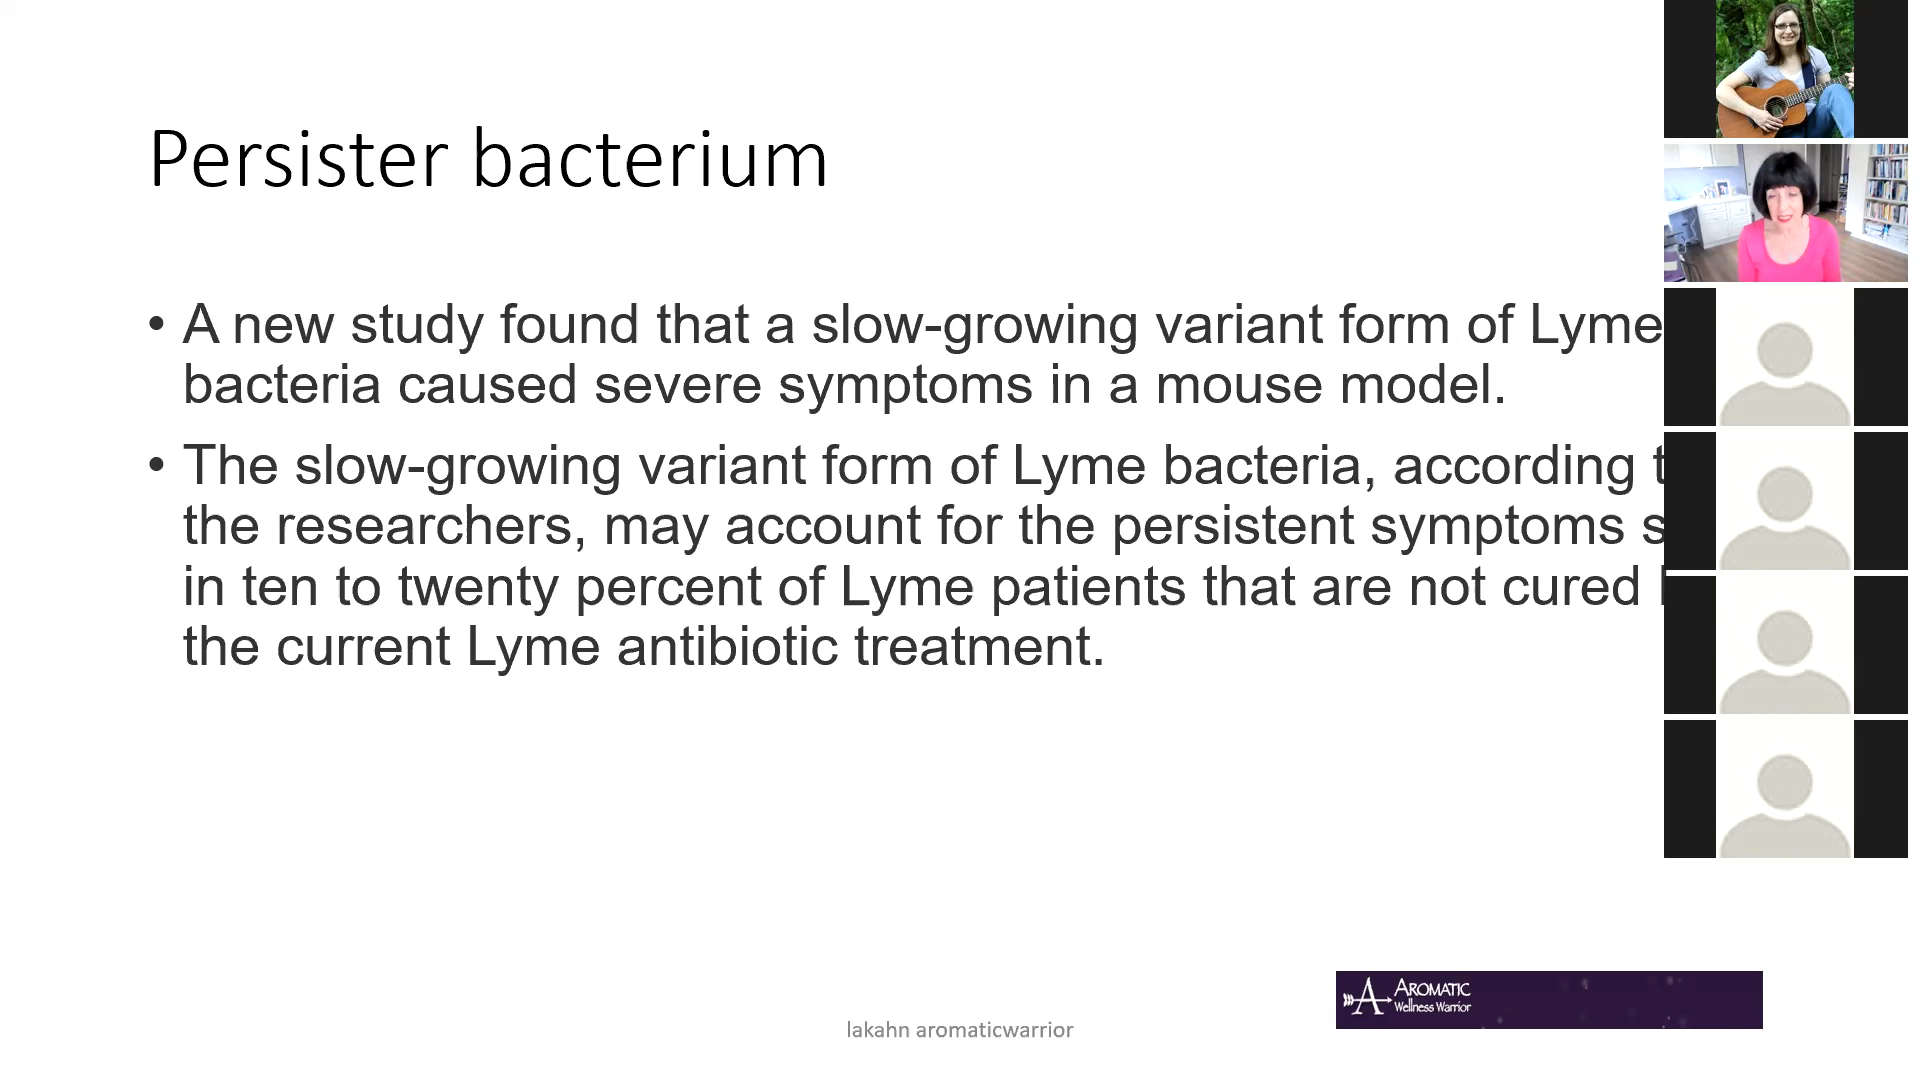 Persister bacterium
• A new study found that a slow-growing variant form of Lyme
bacteria caused severe symptoms in a mouse model.
• The slow-growing variant form of Lyme bacteria, according t
the researchers, may account for the persistent symptoms s
in ten to twenty percent of Lyme patients that are not cured
the current Lyme antibiotic treatment.
AROMATIC
Wellness Warrior
lakahn aromaticwarrior